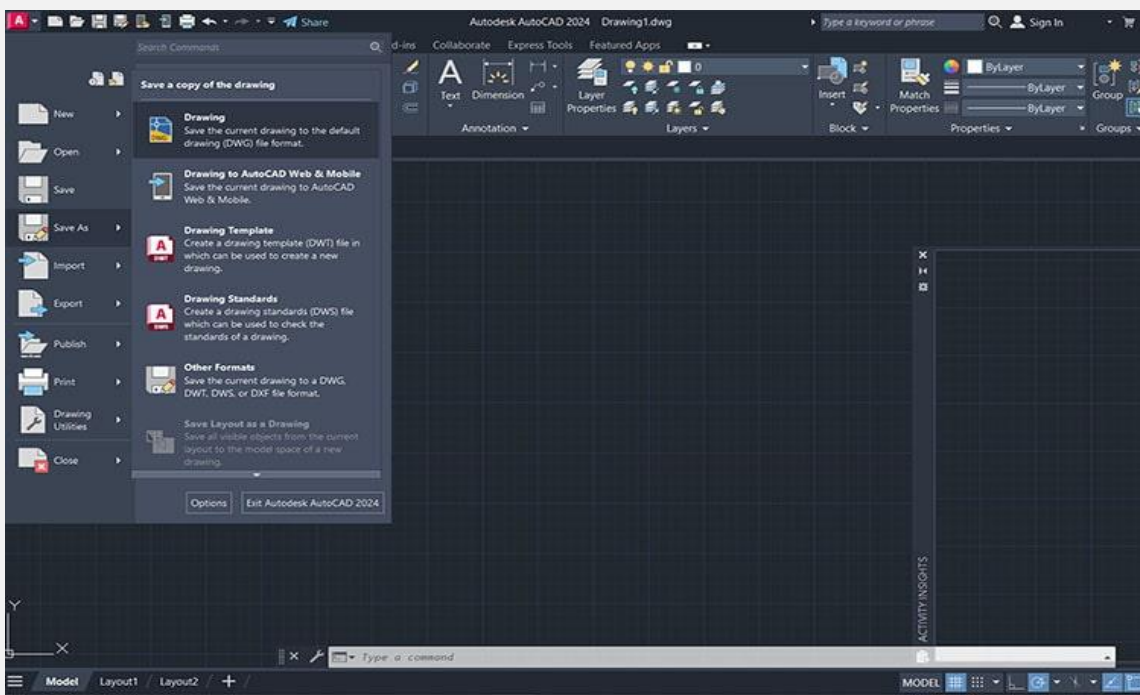 A
Share
Autodesk AutoCAD 2024 Drawing1.dwg
Type a keyword or phrase
Sign In
Search Commands
d-ins Collaborate Express Tools Featured Apps
Save a copy of the drawing
New
Open
Save
Save As
Import
Export
Publish
Print
Drawing
Utilities
Close
Drawing
Save the current drawing to the default
drawing (DWG) file format.
Drawing to AutoCAD Web & Mobile
Save the current drawing to AutoCAD
Web & Mobile.
Drawing Template
Create a drawing template (DWT) file in
which can be used to create a new
drawing.
Drawing Standards
Create a drawing standards (DWS) file
which can be used to check the
standards of a drawing.
Other Formats
Save the current drawing to a DWG,
DWT, DWS, or DXF file format.
Save Layout as a Drawing
Save all visible objects from the current
layout to the model space of a new
drawing.
Options
Exit Autodesk AutoCAD 2024
A
Text
Dimension
Annotation
Layer
Properties
0
Layers
Insert
Block
Match
Properties
ByLayer
ByLayer
ByLayer
Properties
Group
Groups
ACTIVITY INSIGHTS
Y
X
Type a command
Model Layout1 Layout2 +
MODEL